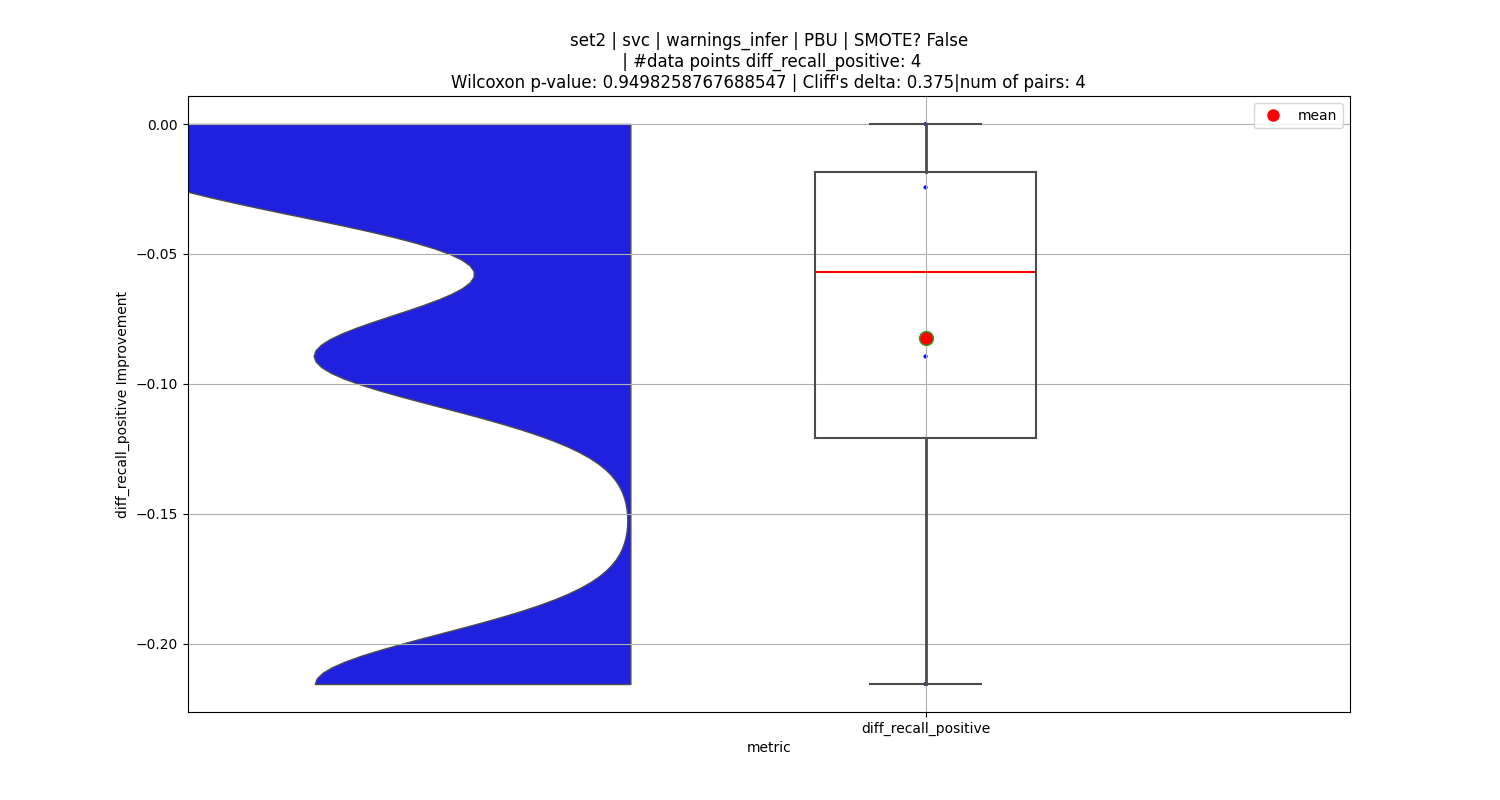 set2 | svc | warnings_infer | PBU | SMOTE? False
| #data points diff_recall_positive: 4
Wilcoxon p-value: 0.9498258767688547 | Cliff's delta: 0.375|num of pairs: 4
mean
0.00
−0.05
−0.10
−0.15
−0.20
diff_recall_positive Improvement
diff_recall_positive
metric